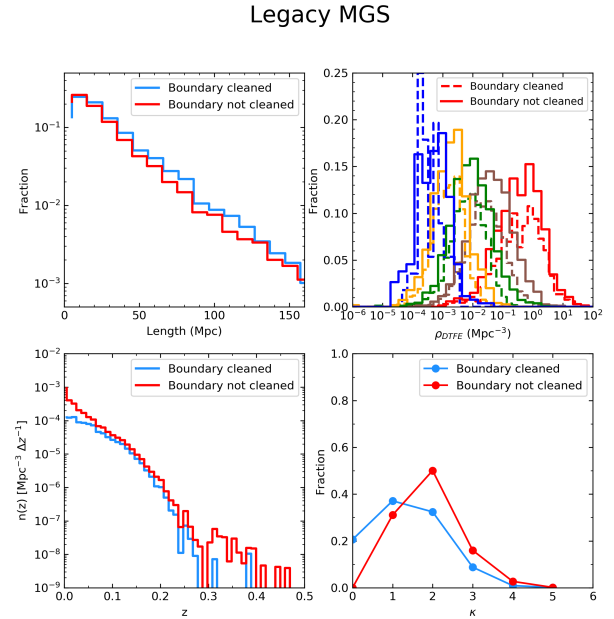 Legacy MGS
Boundary cleaned
Boundary not cleaned
10⁻¹
10⁻²
10⁻³
Fraction
0 50 100 150
Length (Mpc)
Boundary cleaned
Boundary not cleaned
0.25
0.20
0.15
0.10
0.05
0.00
Fraction
10⁻⁶ 10⁻⁵ 10⁻⁴ 10⁻³ 10⁻² 10⁻¹ 10⁰ 10¹ 10²
ρ_DTFE (Mpc⁻³)
Boundary cleaned
Boundary not cleaned
10⁻²
10⁻³
10⁻⁴
10⁻⁵
10⁻⁶
10⁻⁷
10⁻⁸
10⁻⁹
n(z) [Mpc⁻³ Δz⁻¹]
0.0 0.1 0.2 0.3 0.4 0.5
z
Boundary cleaned
Boundary not cleaned
1.0
0.8
0.6
0.4
0.2
0.0
Fraction
0 1 2 3 4 5 6
κ